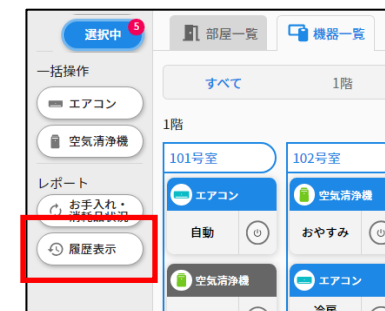 選択中 5
部屋一覧 機器一覧
一括操作
エアコン
空気清浄機
レポート
お手入れ・
消耗品状況
履歴表示
すべて 1階
1階
101号室 102号室
エアコン
自動
空気清浄機
空気清浄機
おやすみ
エアコン
冷房